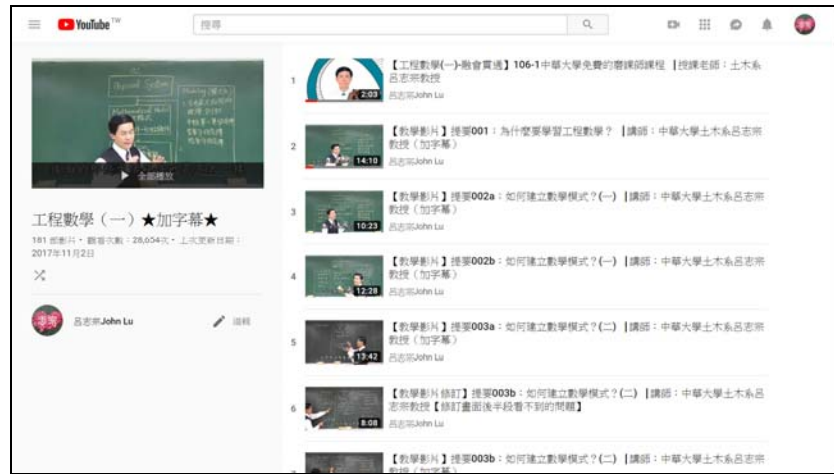 YouTube TW
搜尋
Physical System
全部播放
工程數學（一）★加字幕★
181 部影片・觀看次數：28,654次・上次更新日期：
2017年11月2日
呂志宗John Lu
編輯
1
2:03
【工程數學(一)-融會貫通】106-1中華大學免費的磨課師課程 |授課老師：土木系
呂志宗教授
呂志宗John Lu
2
14:10
【教學影片】提要001：為什麼要學習工程數學？ |講師：中華大學土木系呂志宗
教授（加字幕）
呂志宗John Lu
3
10:23
【教學影片】提要002a：如何建立數學模式？(一) |講師：中華大學土木系呂志宗
教授（加字幕）
呂志宗John Lu
4
12:28
【教學影片】提要002b：如何建立數學模式？(一) |講師：中華大學土木系呂志宗
教授（加字幕）
呂志宗John Lu
5
13:42
【教學影片】提要003a：如何建立數學模式？(二) |講師：中華大學土木系呂志宗
教授（加字幕）
呂志宗John Lu
6
8:08
【教學影片修訂】提要003b：如何建立數學模式？(二) |講師：中華大學土木系呂
志宗教授【修訂畫面後半段看不到的問題】
呂志宗John Lu
【教學影片】提要003b：如何建立數學模式？(二) |講師：中華大學土木系呂志宗